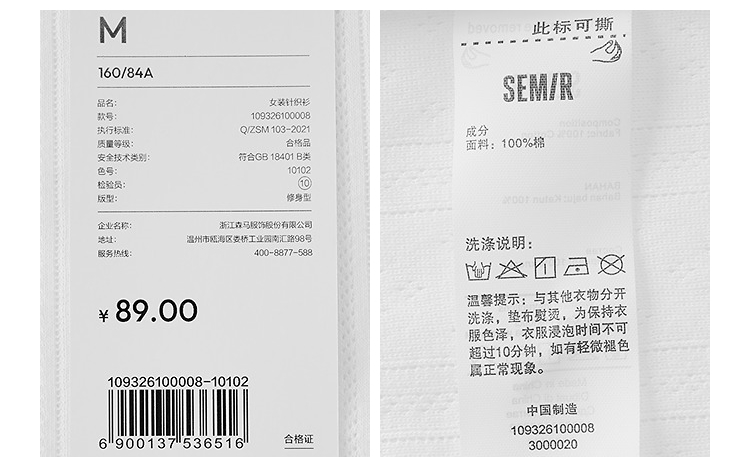 M
160/84A
品名： 女装针织衫
款号： 109326100008
执行标准： Q/ZSM 103-2021
质量等级： 合格品
安全技术类别： 符合GB 18401 B类
色号： 10102
检验员： 10
版型： 修身型
企业名称： 浙江森马服饰股份有限公司
地址： 温州市瓯海区娄桥工业园南汇路98号
服务热线： 400-8877-588
¥ 89.00
109326100008-10102
6 900137 536516
合格证
此标可撕
SEMIR
成分
面料：100%棉
洗涤说明：
温馨提示：与其他衣物分开
洗涤，垫布熨烫，为保持衣
服色泽，衣服浸泡时间不可
超过10分钟，如有轻微褪色
属正常现象。
中国制造
109326100008
3000020